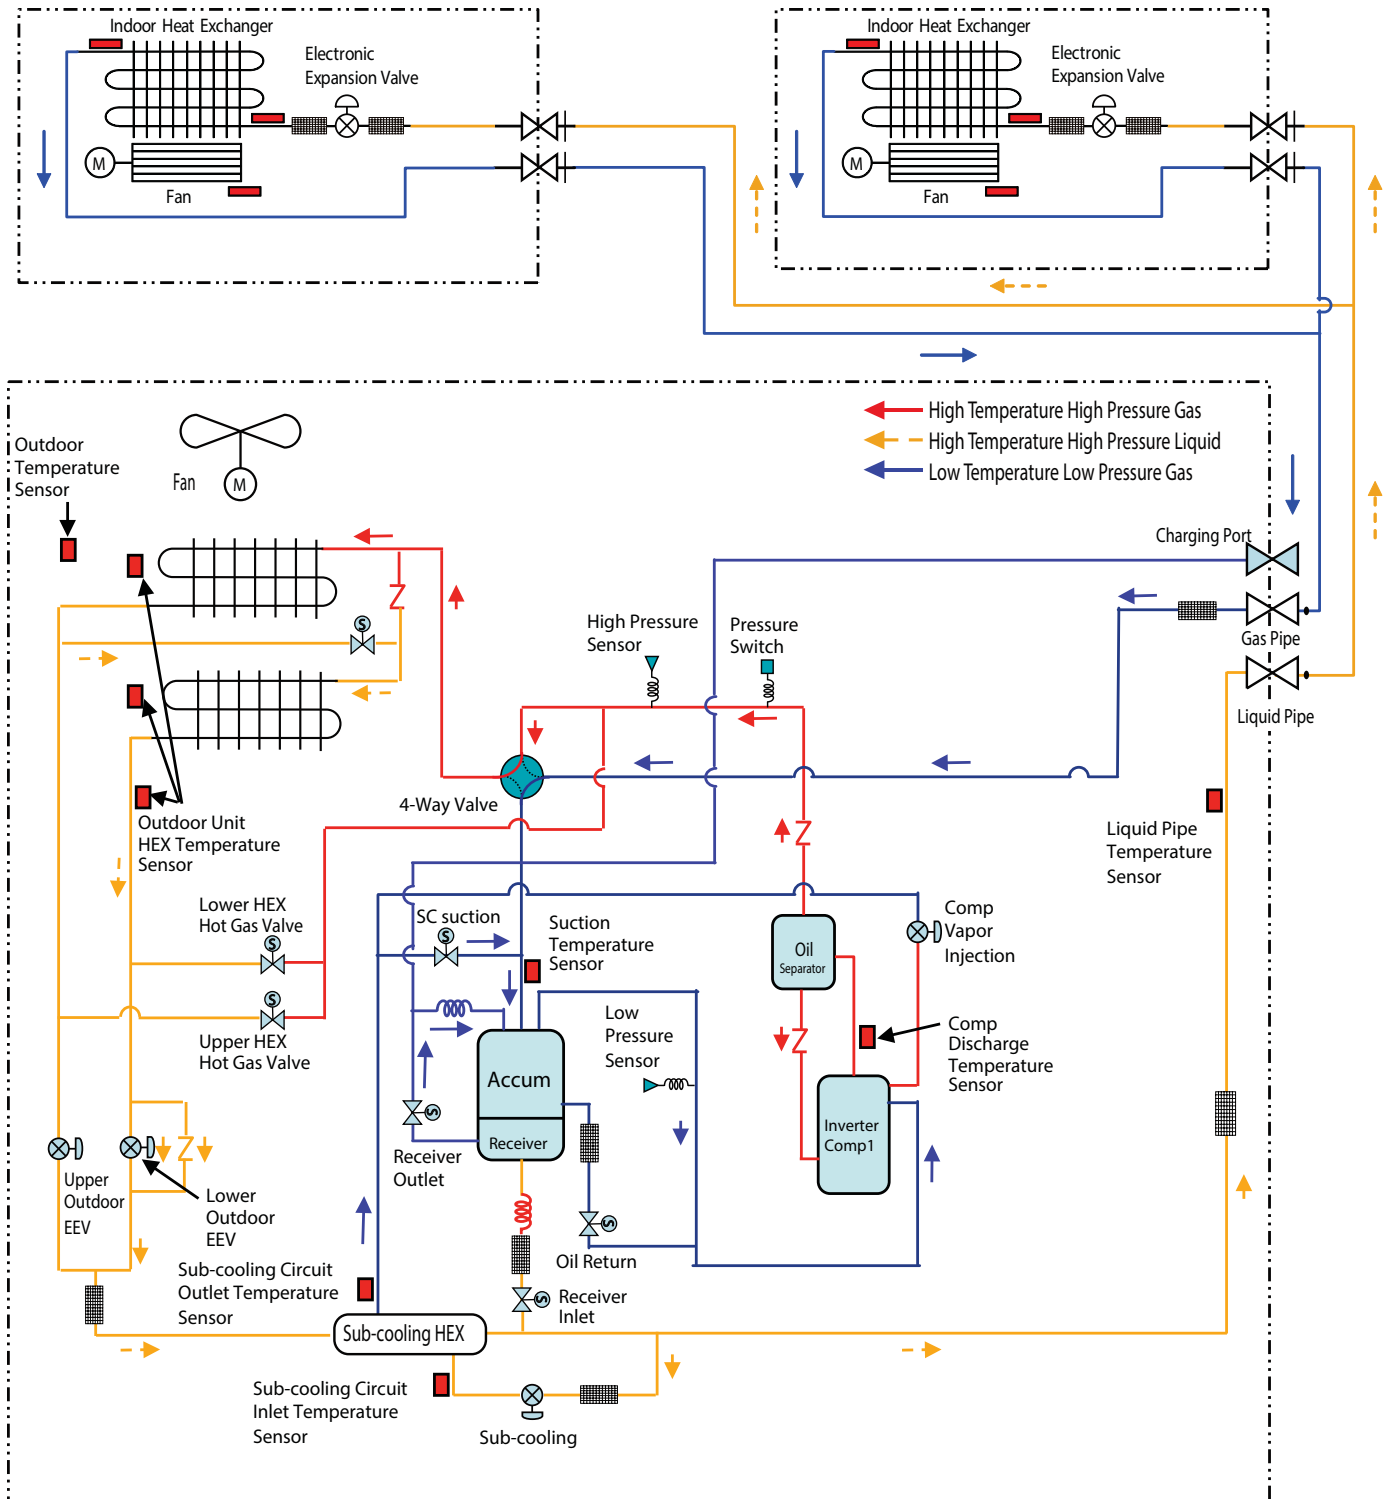 Indoor Heat Exchanger
Electronic
Expansion Valve
M
Fan
Indoor Heat Exchanger
Electronic
Expansion Valve
M
Fan
High Temperature High Pressure Gas
High Temperature High Pressure Liquid
Low Temperature Low Pressure Gas
Outdoor
Temperature
Sensor
Fan
M
Charging Port
Gas Pipe
Liquid Pipe
S
High Pressure
Sensor
Pressure
Switch
4-Way Valve
Outdoor Unit
HEX Temperature
Sensor
Liquid Pipe
Temperature
Sensor
Lower HEX
Hot Gas Valve
S
SC suction
S
Suction
Temperature
Sensor
Oil
Separator
Comp
Vapor
Injection
S
Upper HEX
Hot Gas Valve
Low
Pressure
Sensor
Comp
Discharge
Temperature
Sensor
Accum
Receiver
S
Receiver
Outlet
Inverter
Comp1
Upper
Outdoor
EEV
Lower
Outdoor
EEV
S
Oil Return
Sub-cooling Circuit
Outlet Temperature
Sensor
S
Receiver
Inlet
Sub-cooling HEX
Sub-cooling Circuit
Inlet Temperature
Sensor
Sub-cooling